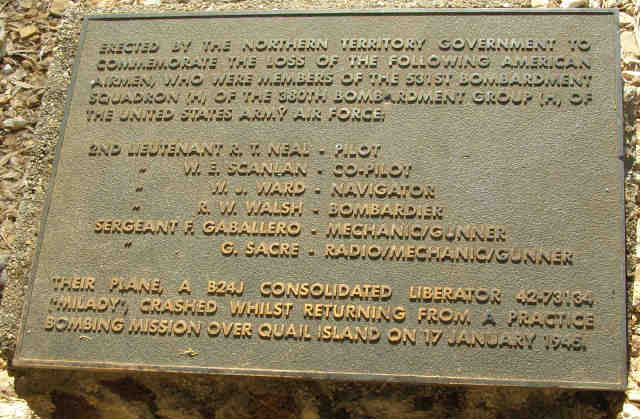 ERECTED BY THE NORTHERN TERRITORY GOVERNMENT TO
COMMEMORATE THE LOSS OF THE FOLLOWING AMERICAN
AIRMEN, WHO WERE MEMBERS OF THE 531ST BOMBARDMENT
SQUADRON (H), OF THE 380TH BOMBARDMENT GROUP (H), OF
THE UNITED STATES ARMY AIR FORCE:
2ND LIEUTENANT R. T. NEAL - PILOT
" W. E. SCANLAN - CO-PILOT
" W. J. WARD - NAVIGATOR
" R. W. WALSH - BOMBARDIER
SERGEANT F. GABALLERO - MECHANIC/GUNNER
" G. SACRE - RADIO/MECHANIC/GUNNER
THEIR PLANE, A B24J CONSOLIDATED LIBERATOR 42-73134
"MILADY", CRASHED WHILST RETURNING FROM A PRACTICE
BOMBING MISSION OVER QUAIL ISLAND ON 17 JANUARY 1945.